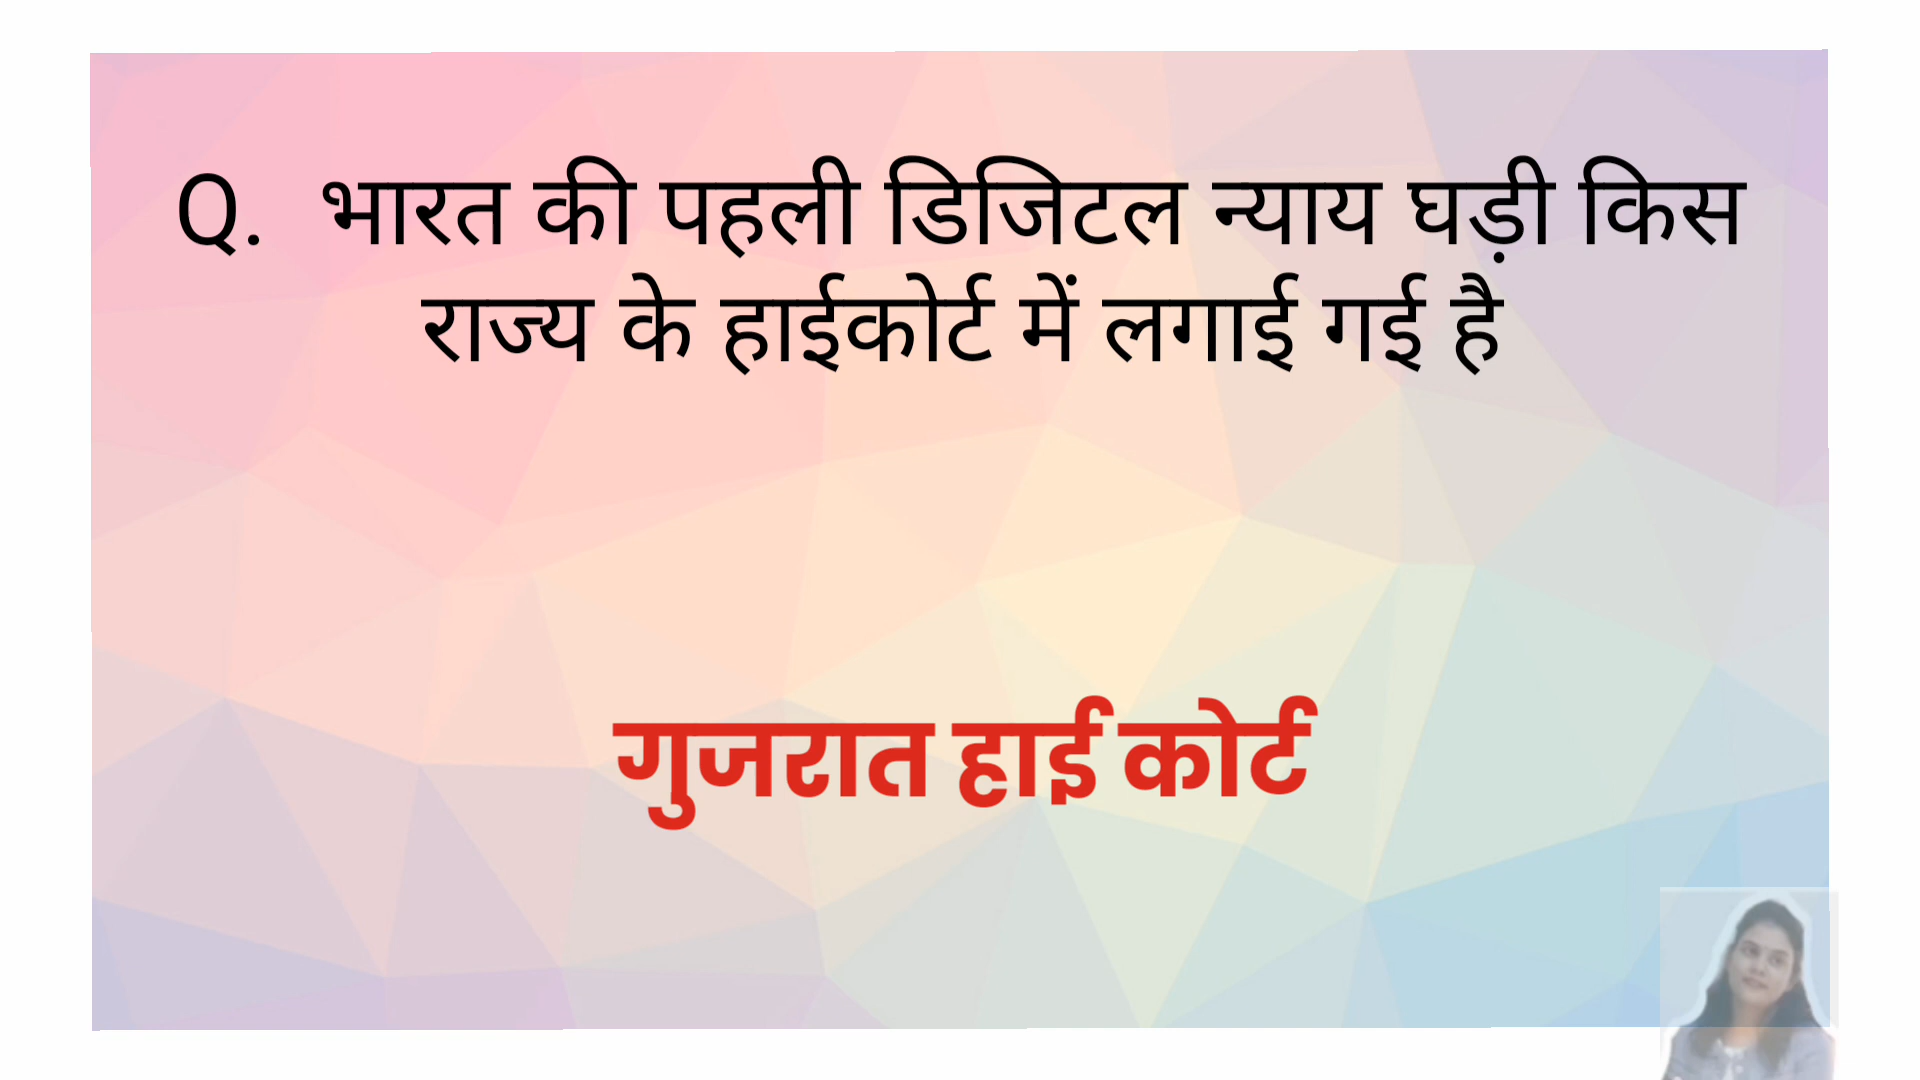 Q. भारत की पहली डिजिटल न्याय घड़ी किस
राज्य के हाईकोर्ट में लगाई गई है
गुजरात हाई कोर्ट